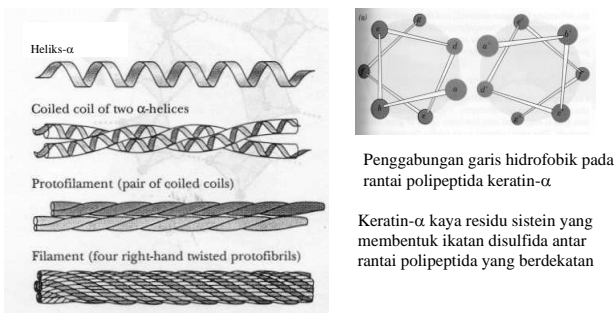 Heliks-α
Coiled coil of two α-helices
Protofilament (pair of coiled coils)
Filament (four right-hand twisted protofibrils)
(a)
Penggabungan garis hidrofobik pada
rantai polipeptida keratin-α
Keratin-α kaya residu sistein yang
membentuk ikatan disulfida antar
rantai polipeptida yang berdekatan